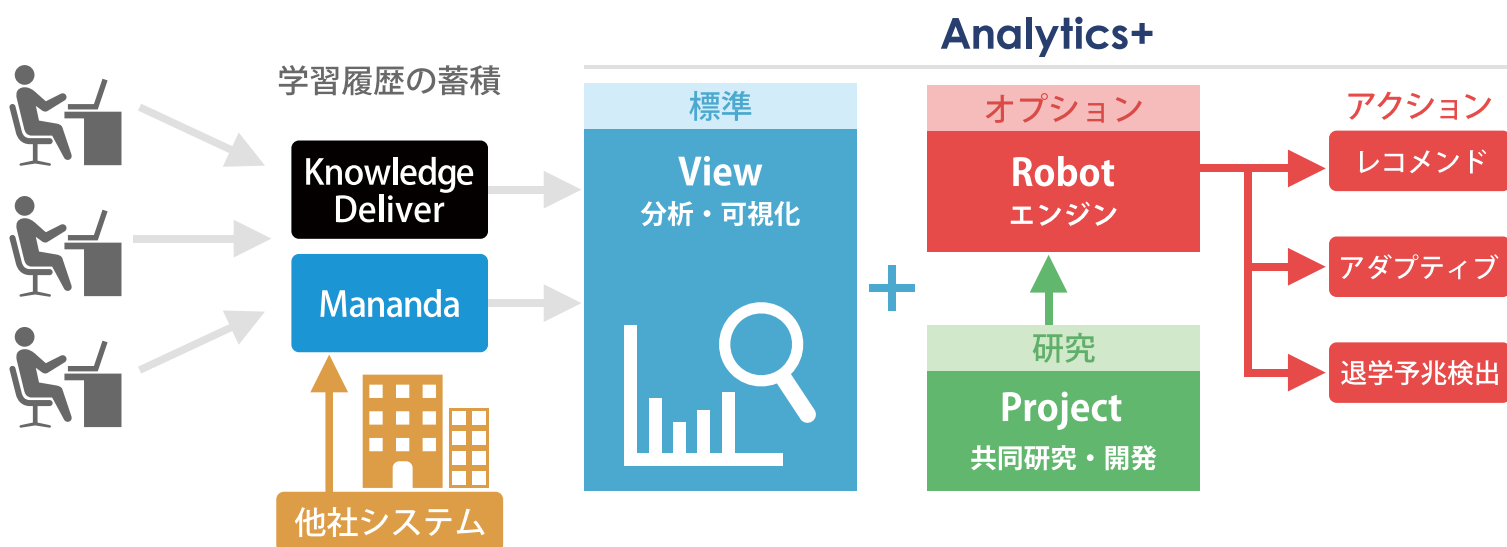 Analytics+
学習履歴の蓄積
Knowledge
Deliver
Mananda
他社システム
標準
View
分析・可視化
オプション
Robot
エンジン
研究
Project
共同研究・開発
アクション
レコメンド
アダプティブ
退学予兆検出